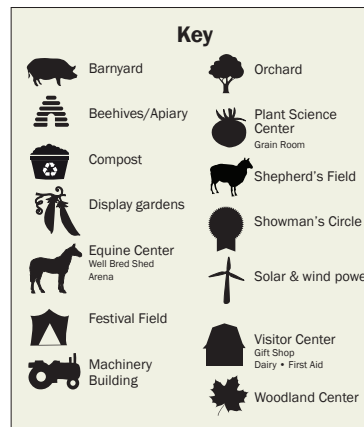 Key
Barnyard
Beehives/Apiary
Compost
Display gardens
Equine Center
Well Bred Shed
Arena
Festival Field
Machinery
Building
Orchard
Plant Science
Center
Grain Room
Shepherd's Field
Showman's Circle
Solar & wind powe
Visitor Center
Gift Shop
Dairy • First Aid
Woodland Center